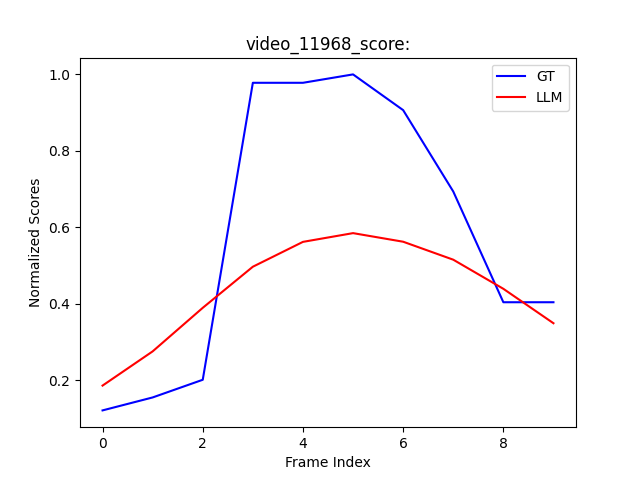 video_11968_score:
GT
LLM
Normalized Scores
1.0
0.8
0.6
0.4
0.2
0 2 4 6 8
Frame Index